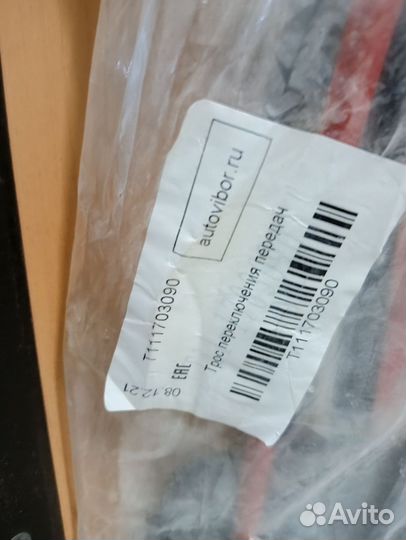 autovibor.ru
T111703090
EAC
08.12.21
Трос переключения передач
T111703090
Avito